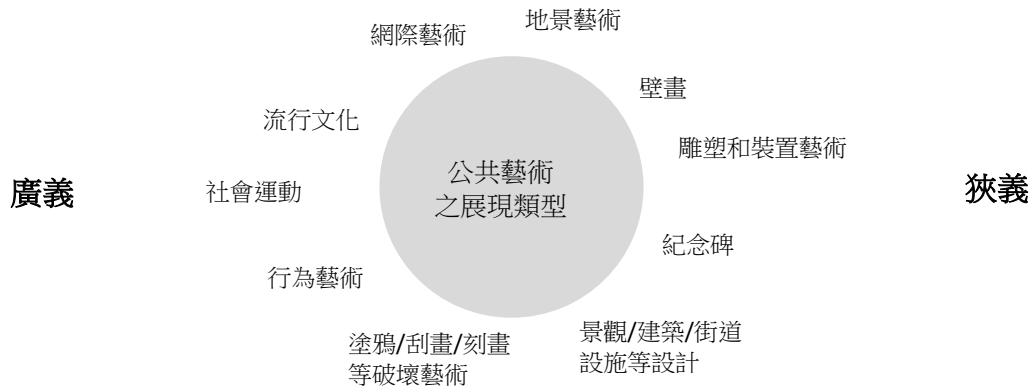 地景藝術
網際藝術
壁畫
流行文化
雕塑和裝置藝術
公共藝術
之展現類型
廣義
社會運動
狹義
紀念碑
行為藝術
塗鴉/刮畫/刻畫
等破壞藝術
景觀/建築/街道
設施等設計